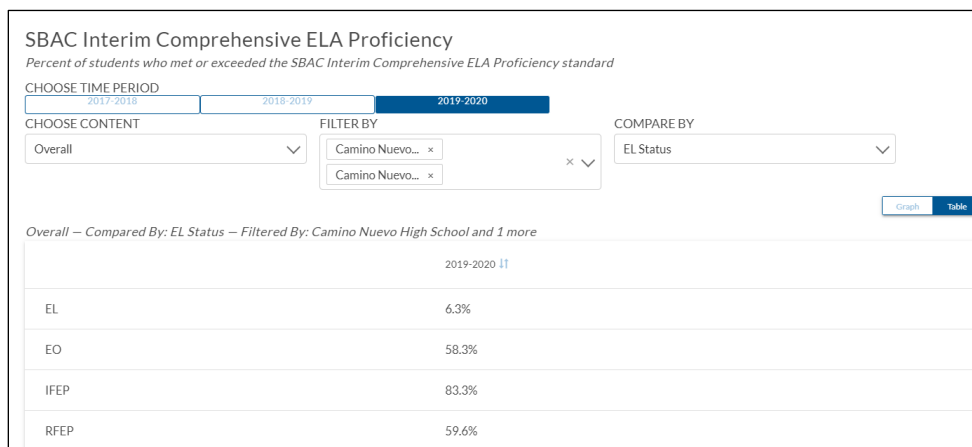 SBAC Interim Comprehensive ELA Proficiency
Percent of students who met or exceeded the SBAC Interim Comprehensive ELA Proficiency standard
CHOOSE TIME PERIOD
2017-2018 2018-2019 2019-2020
CHOOSE CONTENT FILTER BY COMPARE BY
Overall Camino Nuevo... × EL Status
Camino Nuevo... ×
Graph Table
Overall — Compared By: EL Status — Filtered By: Camino Nuevo High School and 1 more
2019-2020
EL 6.3%
EO 58.3%
IFEP 83.3%
RFEP 59.6%